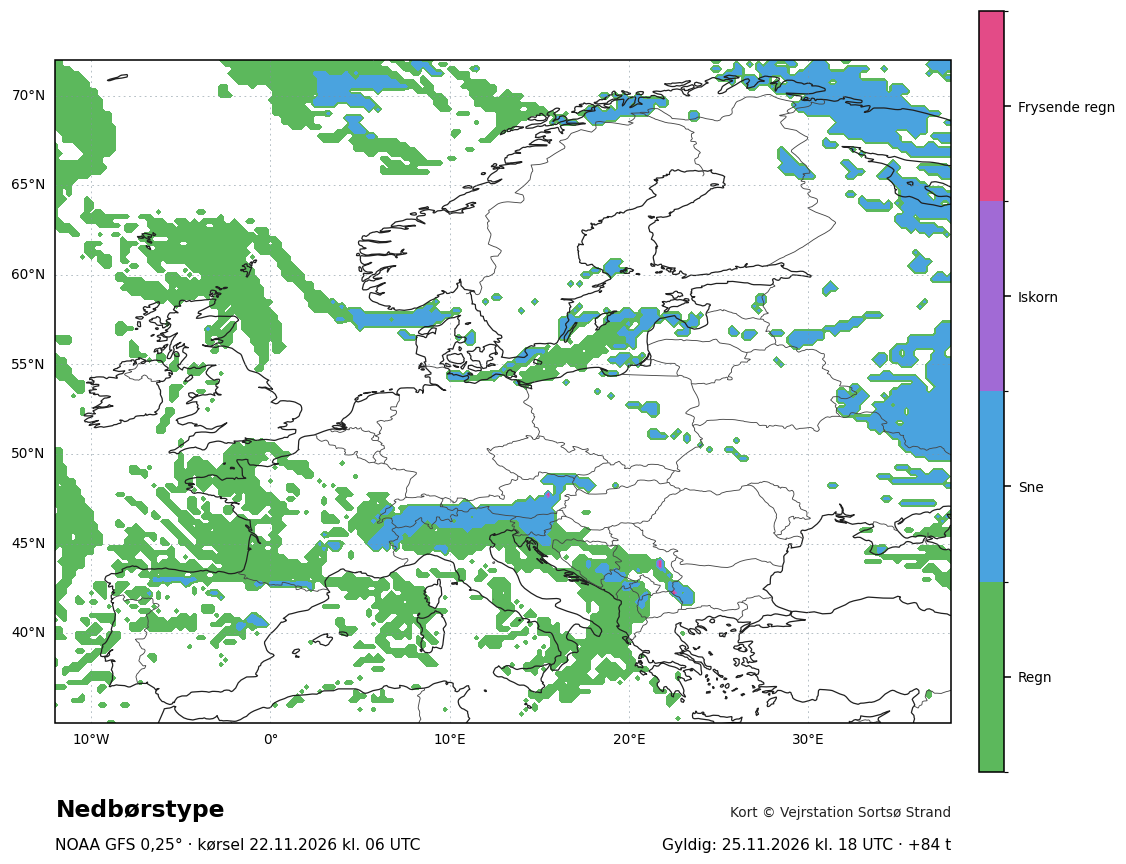 70°N
65°N
60°N
55°N
50°N
45°N
40°N
10°W
0°
10°E
20°E
30°E
Frysende regn
Iskorn
Sne
Regn
Nedbørstype
Kort © Vejrstation Sortsø Strand
NOAA GFS 0,25° · kørsel 22.11.2026 kl. 06 UTC
Gyldig: 25.11.2026 kl. 18 UTC · +84 t